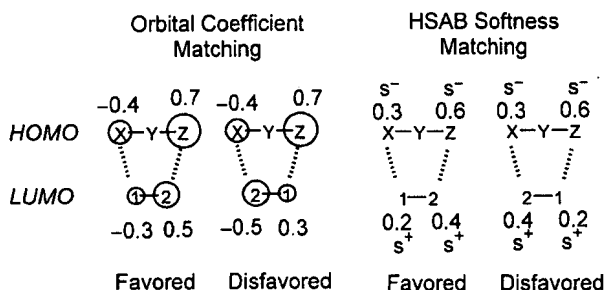 Orbital Coefficient Matching
HSAB Softness Matching
s⁻ s⁻ s⁻ s⁻
−0.4 0.7 −0.4 0.7 0.3 0.6 0.3 0.6
HOMO X—Y—Z X—Y—Z X—Y—Z X—Y—Z
LUMO 1—2 2—1 1—2 2—1
−0.3 0.5 −0.5 0.3 0.2 0.4 0.4 0.2
s⁺ s⁺ s⁺ s⁺
Favored Disfavored Favored Disfavored